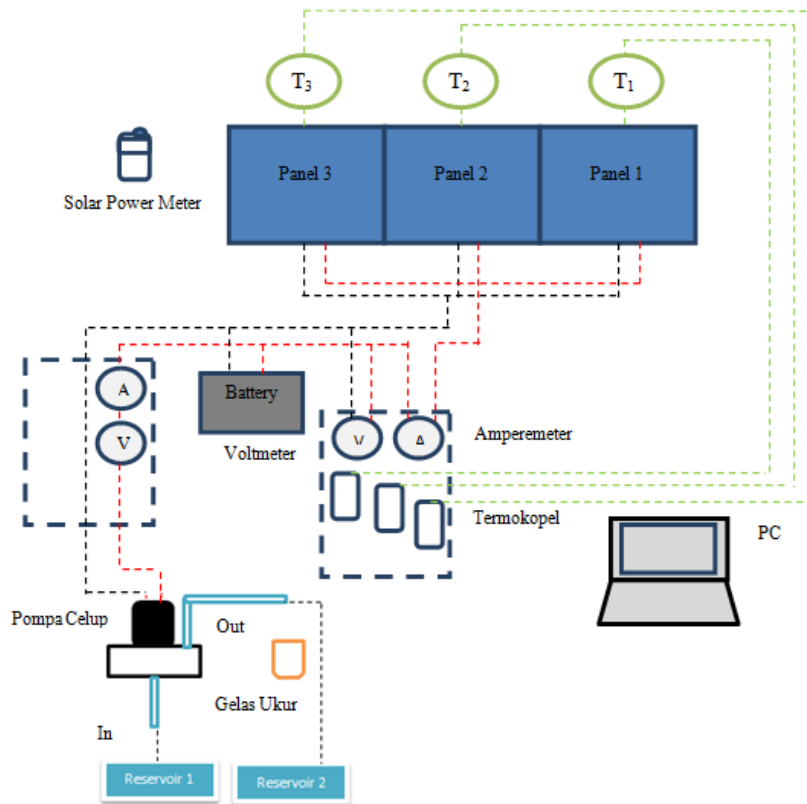 T3
T2
T1
Panel 3
Panel 2
Panel 1
Solar Power Meter
A
V
Battery
Voltmeter
V
A
Amperemeter
Termokopel
PC
Pompa Celup
Out
Gelas Ukur
In
Reservoir 1
Reservoir 2